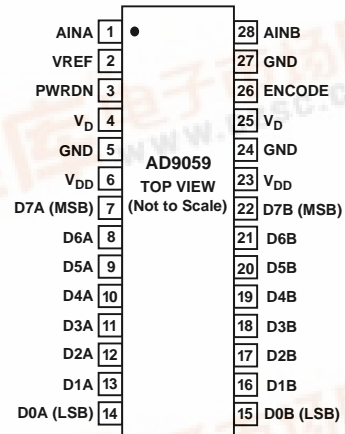 AINA 1 28 AINB
VREF 2 27 GND
PWRDN 3 26 ENCODE
VD 4 25 VD
GND 5 24 GND
VDD 6 23 VDD
AD9059
TOP VIEW
(Not to Scale)
D7A (MSB) 7 22 D7B (MSB)
D6A 8 21 D6B
D5A 9 20 D5B
D4A 10 19 D4B
D3A 11 18 D3B
D2A 12 17 D2B
D1A 13 16 D1B
D0A (LSB) 14 15 D0B (LSB)